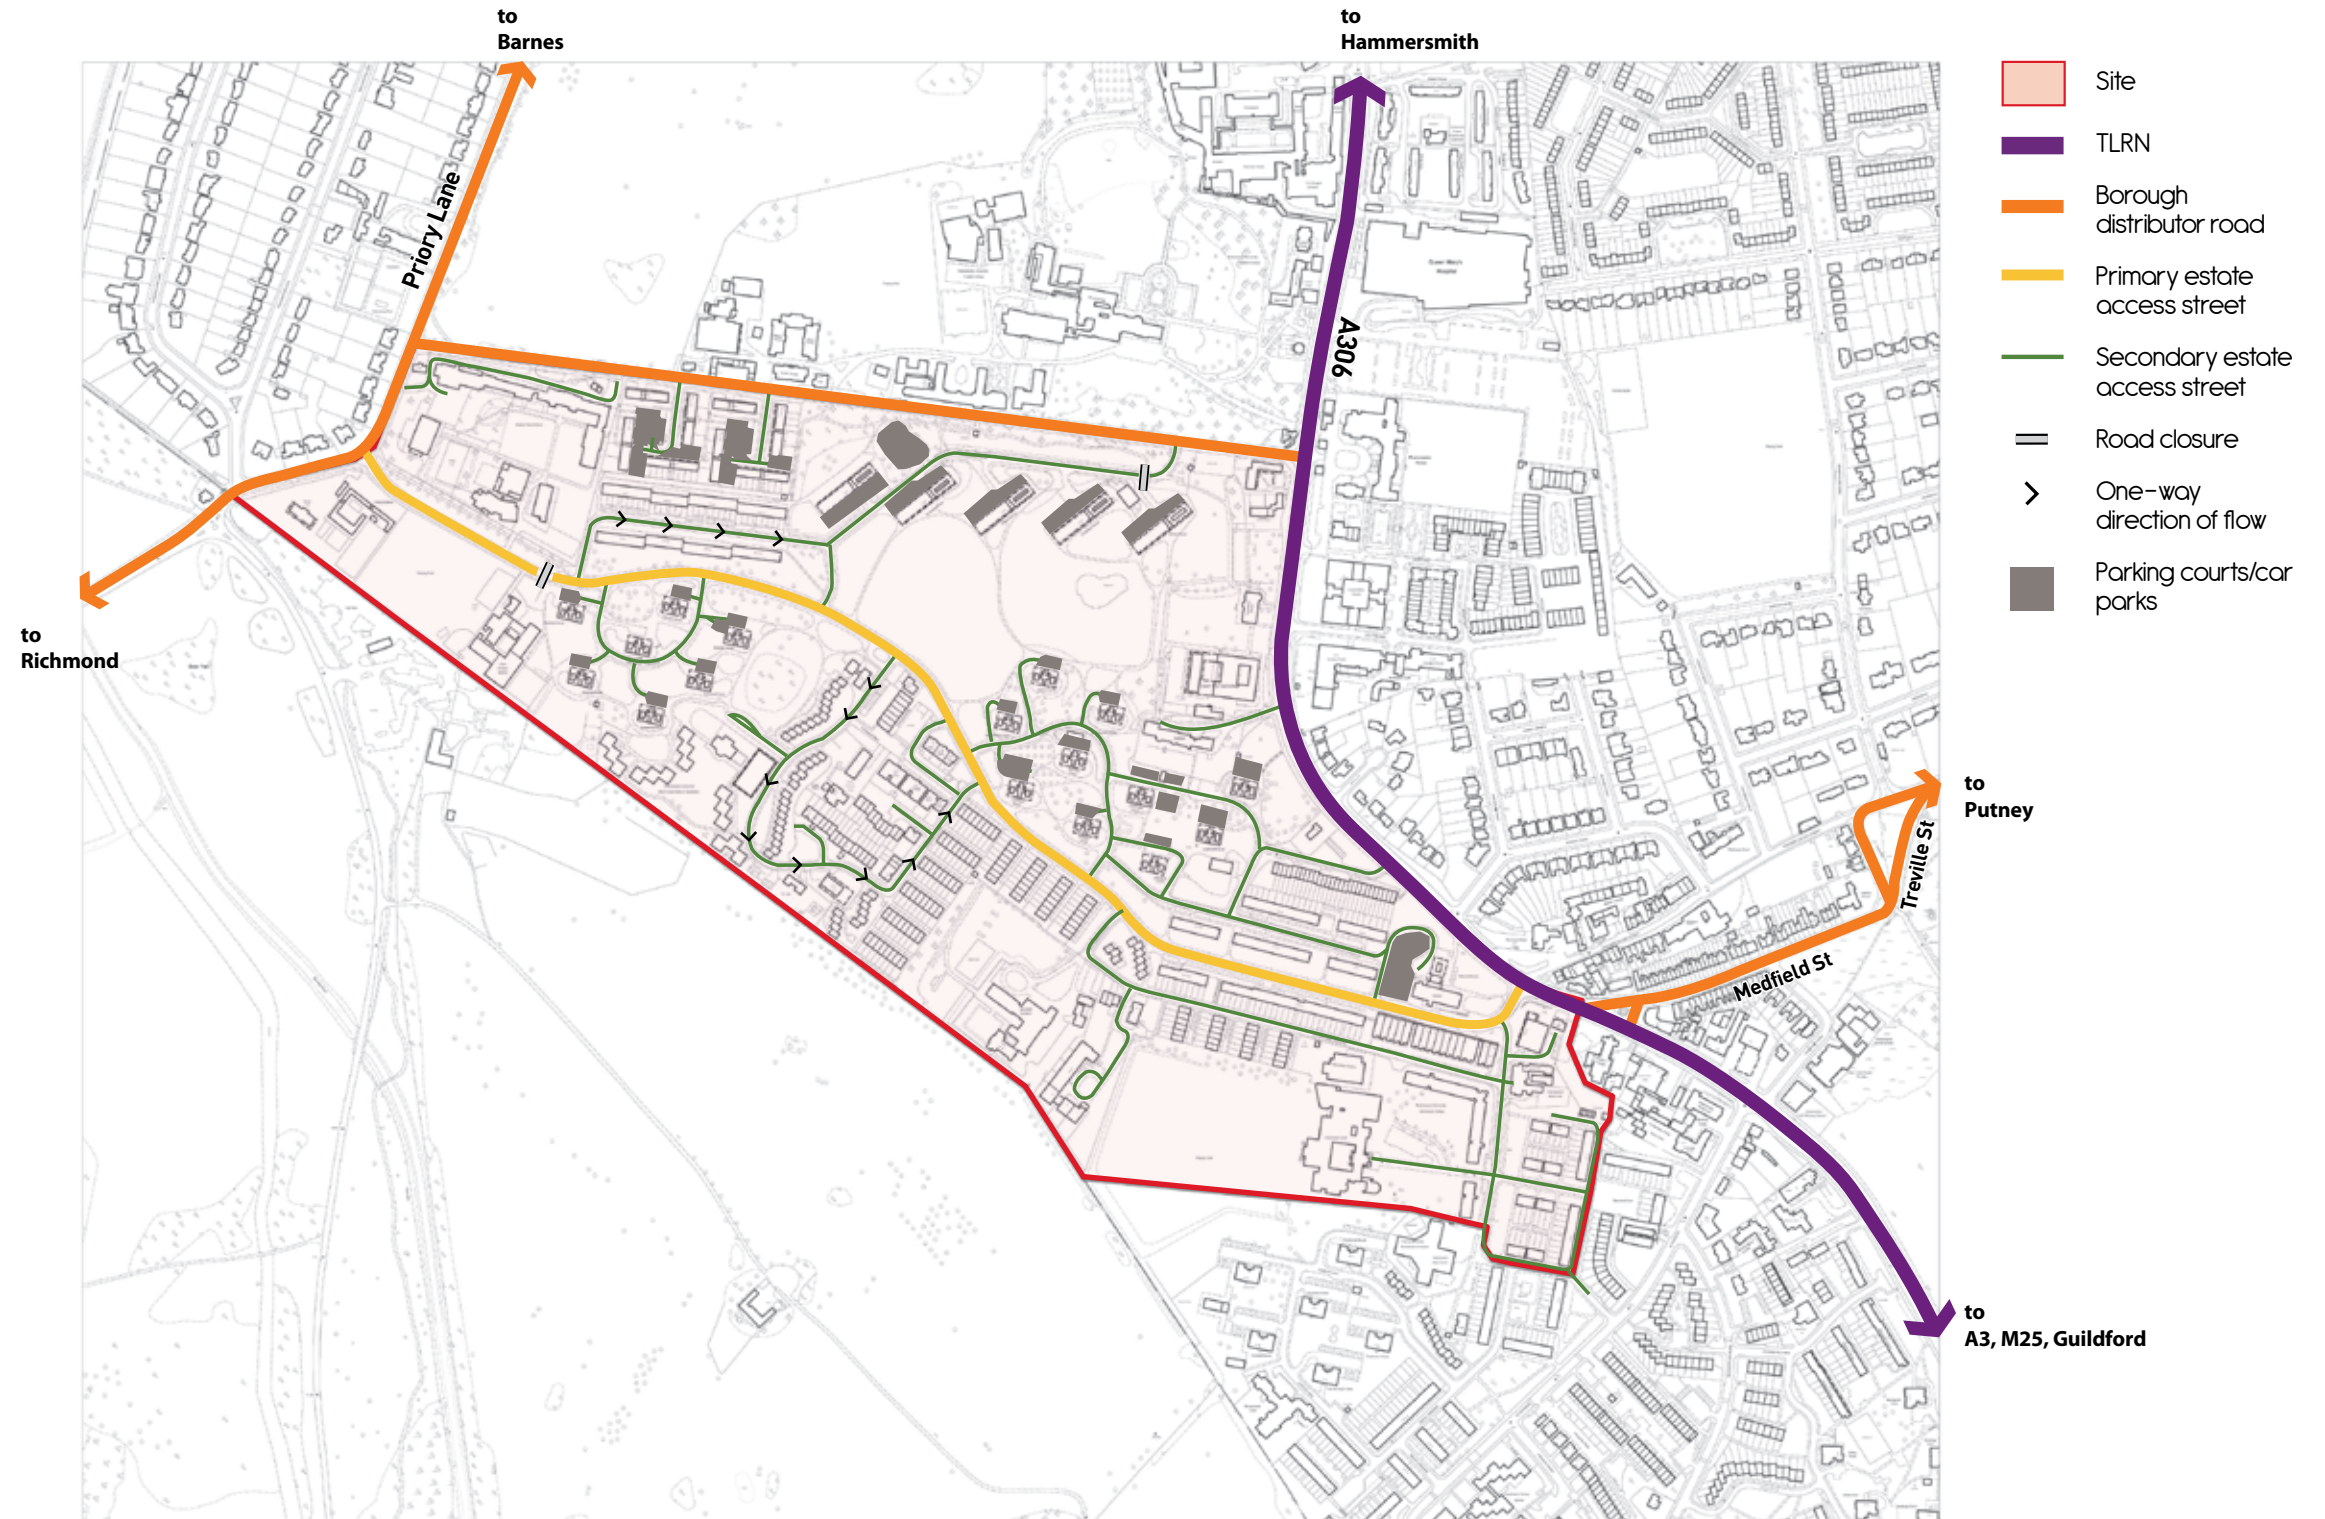 to
Barnes
to
Hammersmith
Priory Lane
A306
to
Richmond
to
Putney
Treville St
Medfield St
to
A3, M25, Guildford
Site
TLRN
Borough
distributor road
Primary estate
access street
Secondary estate
access street
Road closure
One-way
direction of flow
Parking courts/car
parks